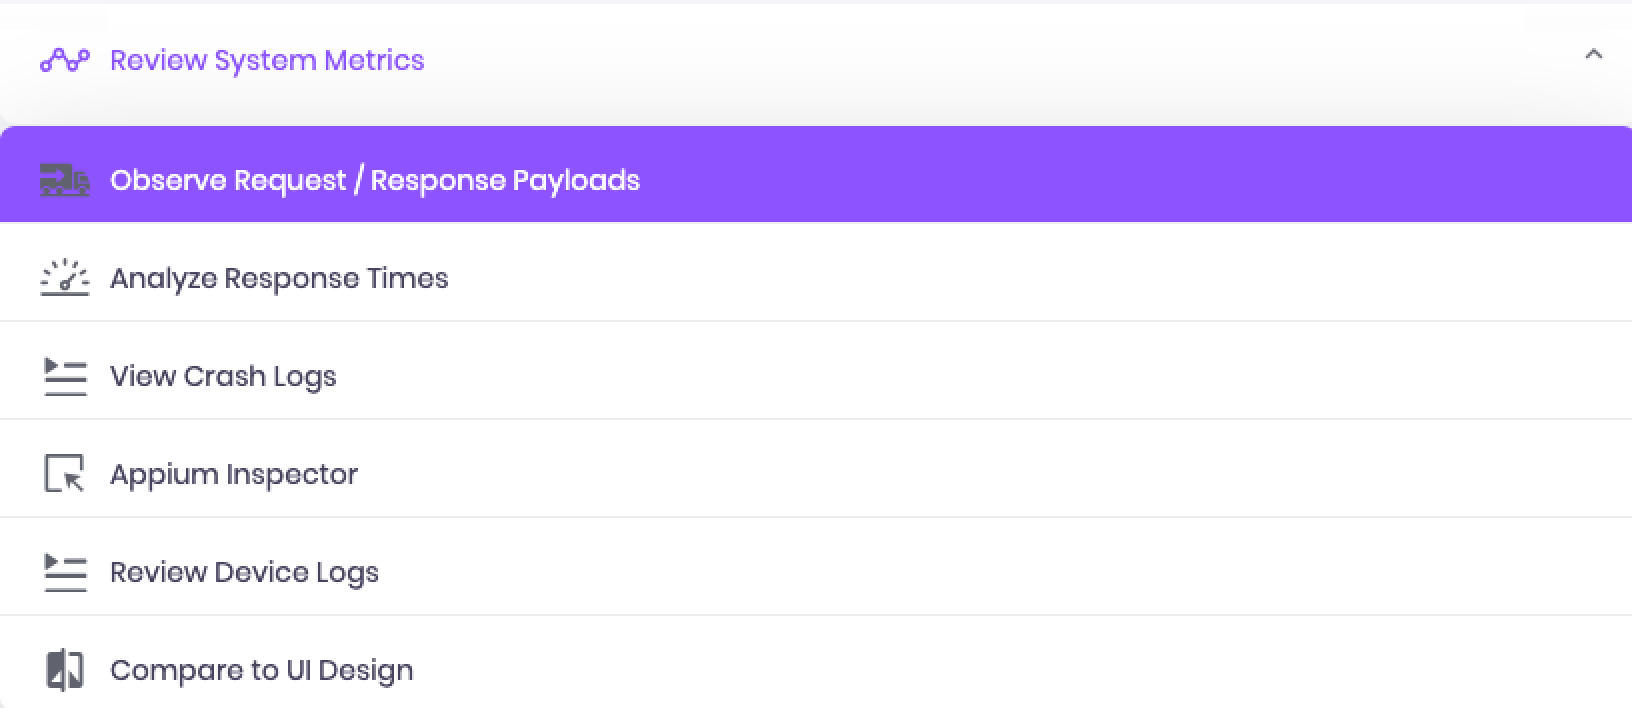 Review System Metrics
Observe Request / Response Payloads
Analyze Response Times
View Crash Logs
Appium Inspector
Review Device Logs
Compare to UI Design